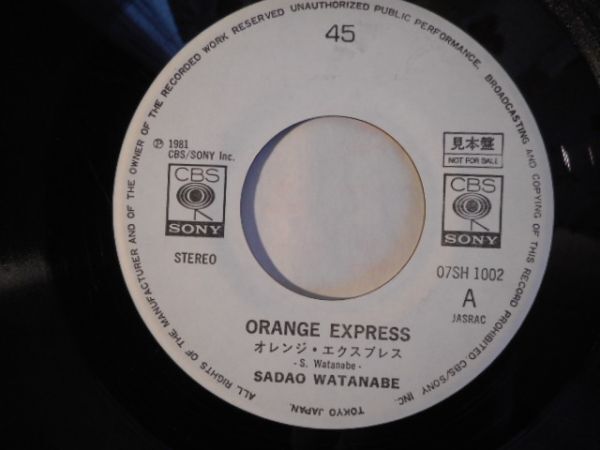 ALL RIGHTS OF THE MANUFACTURER AND OF THE OWNER OF THE RECORDED WORK RESERVED UNAUTHORIZED PUBLIC PERFORMANCE, BROADCASTING AND COPYING OF THIS RECORD PROHIBITED·CBS/SONY INC. TOKYO JAPAN.
45
℗ 1981
CBS/SONY Inc.
見本盤
NOT FOR SALE
CBS
SONY
CBS
SONY
STEREO
07SH 1002
A
JASRAC
ORANGE EXPRESS
オレンジ・エクスプレス
- S. Watanabe -
SADAO WATANABE